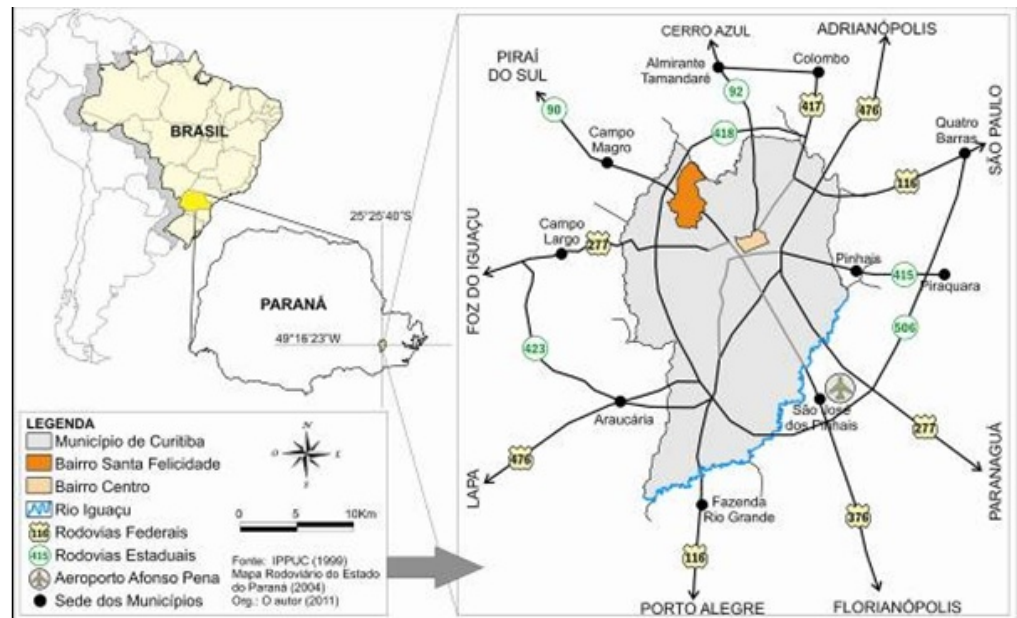 BRASIL
25°25'40"S
PARANÁ
49°16'23"W
LEGENDA
Município de Curitiba
Bairro Santa Felicidade
Bairro Centro
Rio Iguaçu
116 Rodovias Federais
415 Rodovias Estaduais
Aeroporto Afonso Pena
Sede dos Municípios
N
O E
S
0 5 10Km
Fonte: IPPUC (1999)
Mapa Rodoviário do Estado
do Paraná (2004)
Org.: O autor (2011)
CERRO AZUL
ADRIANÓPOLIS
PIRAÍ
DO SUL
Almirante
Tamandaré
Colombo
90
92
417
476
418
Campo
Magro
Quatro
Barras
SÃO PAULO
116
Campo
Largo
277
FOZ DO IGUAÇU
Pinhais
415
Piraquara
506
423
Araucária
São José
dos Pinhais
277
PARANAGUÁ
476
LAPA
Fazenda
Rio Grande
376
116
PORTO ALEGRE
FLORIANÓPOLIS